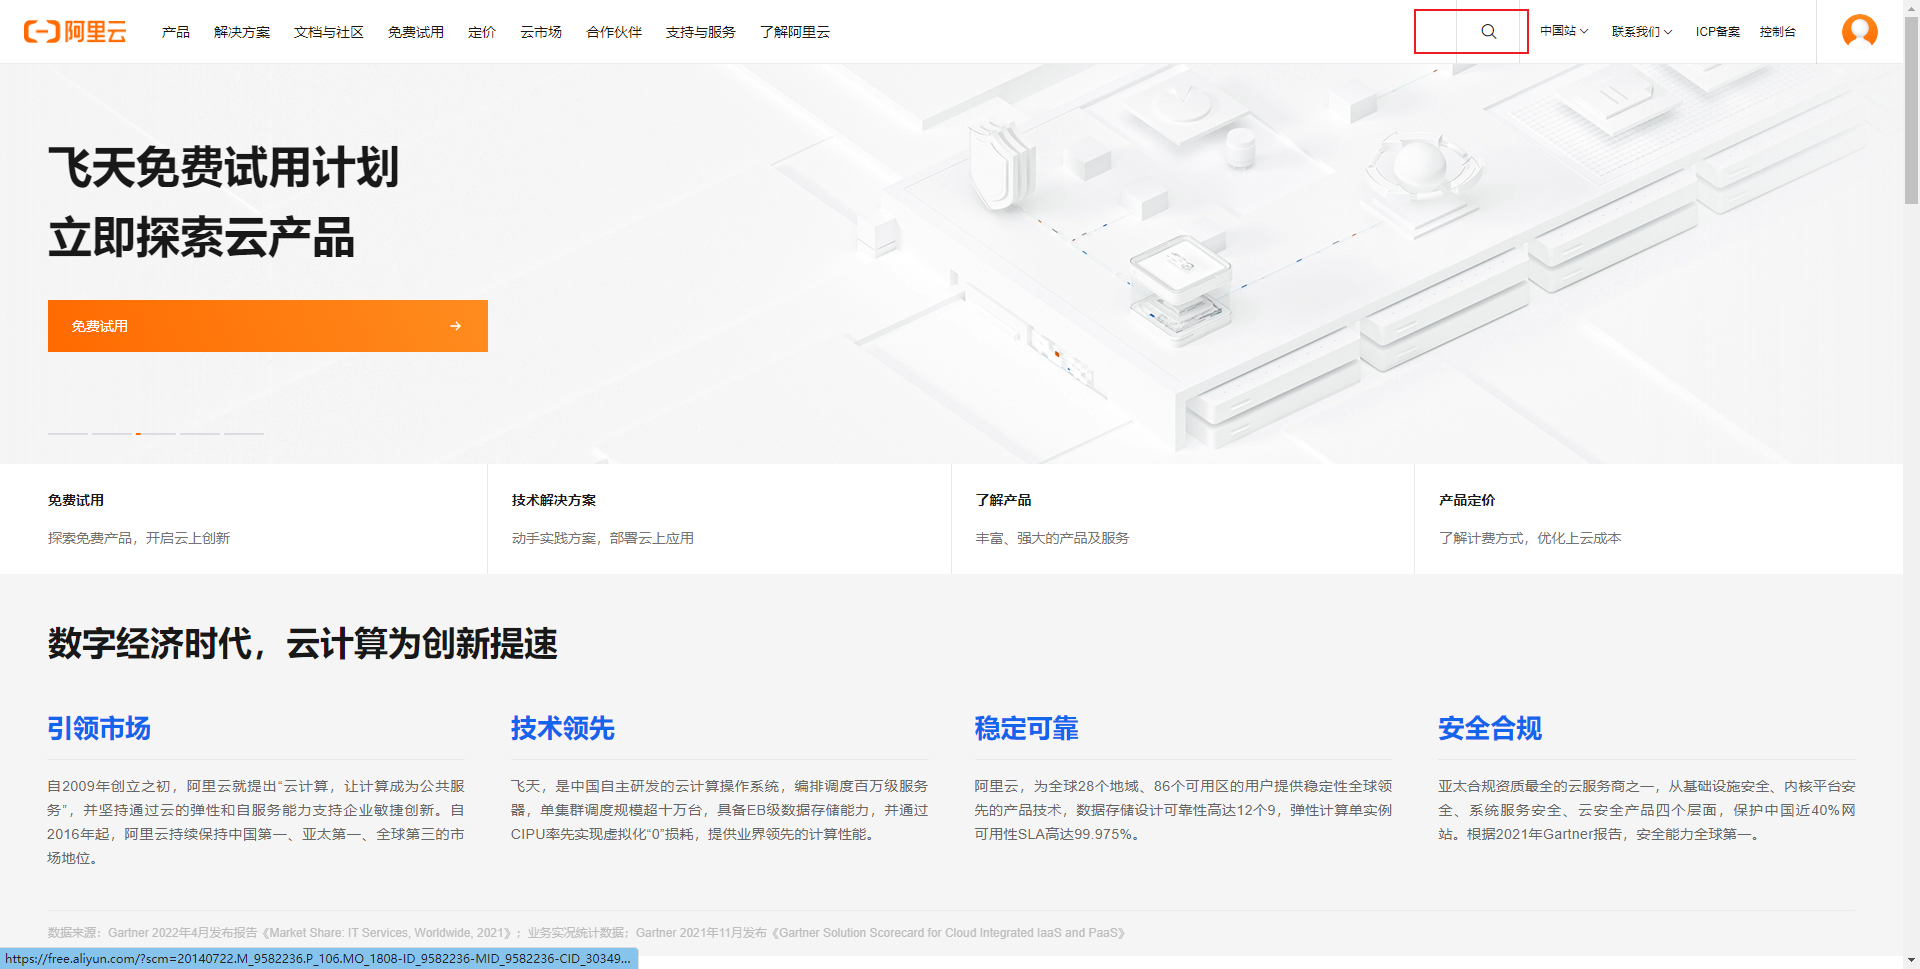 阿里云
产品 解决方案 文档与社区 免费试用 定价 云市场 合作伙伴 支持与服务 了解阿里云
中国站 联系我们 ICP备案 控制台
飞天免费试用计划
立即探索云产品
免费试用
免费试用
探索免费产品，开启云上创新
技术解决方案
动手实践方案，部署云上应用
了解产品
丰富、强大的产品及服务
产品定价
了解计费方式，优化上云成本
数字经济时代，云计算为创新提速
引领市场
自2009年创立之初，阿里云就提出“云计算，让计算成为公共服
务”，并坚持通过云的弹性和自服务能力支持企业敏捷创新。自
2016年起，阿里云持续保持中国第一、亚太第一、全球第三的市
场地位。
技术领先
飞天，是中国自主研发的云计算操作系统，编排调度百万级服务
器，单集群调度规模超十万台，具备EB级数据存储能力，并通过
CIPU率先实现虚拟化“0”损耗，提供业界领先的计算性能。
稳定可靠
阿里云，为全球28个地域、86个可用区的用户提供稳定性全球领
先的产品技术，数据存储设计可靠性高达12个9，弹性计算单实例
可用性SLA高达99.975%。
安全合规
亚太合规资质最全的云服务商之一，从基础设施安全、内核平台安
全、系统服务安全、云安全产品四个层面，保护中国近40%网
站。根据2021年Gartner报告，安全能力全球第一。
数据来源：Gartner 2022年4月发布报告《Market Share: IT Services, Worldwide, 2021》；业务实况统计数据：Gartner 2021年11月发布《Gartner Solution Scorecard for Cloud Integrated IaaS and PaaS》
https://free.aliyun.com/?scm=20140722.M_9582236.P_106.MO_1808-ID_9582236-MID_9582236-CID_30349...